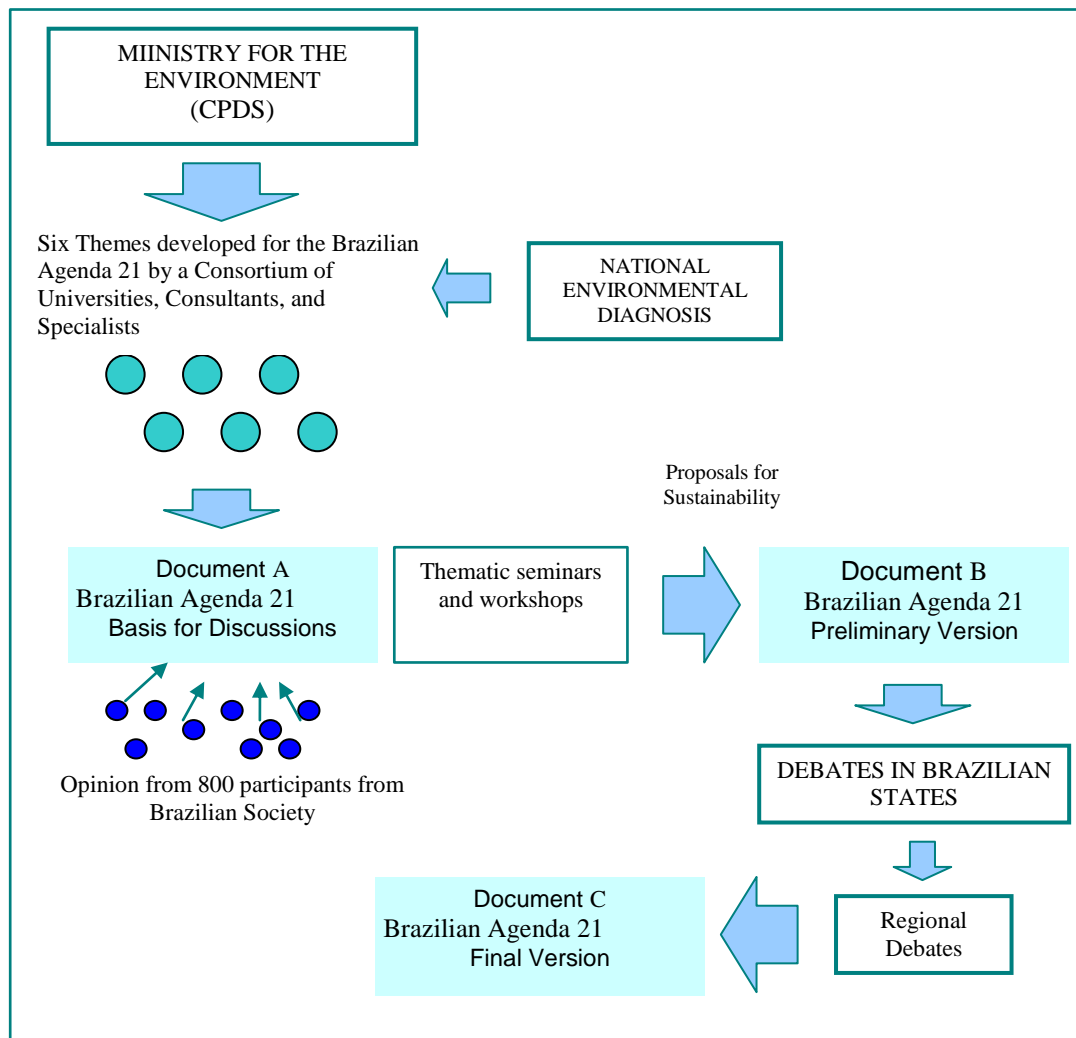 MIINISTRY FOR THE
ENVIRONMENT
(CPDS)
Six Themes developed for the Brazilian
Agenda 21 by a Consortium of
Universities, Consultants, and
Specialists
NATIONAL
ENVIRONMENTAL
DIAGNOSIS
Proposals for
Sustainability
Document A
Brazilian Agenda 21
Basis for Discussions
Thematic seminars
and workshops
Document B
Brazilian Agenda 21
Preliminary Version
Opinion from 800 participants from
Brazilian Society
DEBATES IN BRAZILIAN
STATES
Regional
Debates
Document C
Brazilian Agenda 21
Final Version